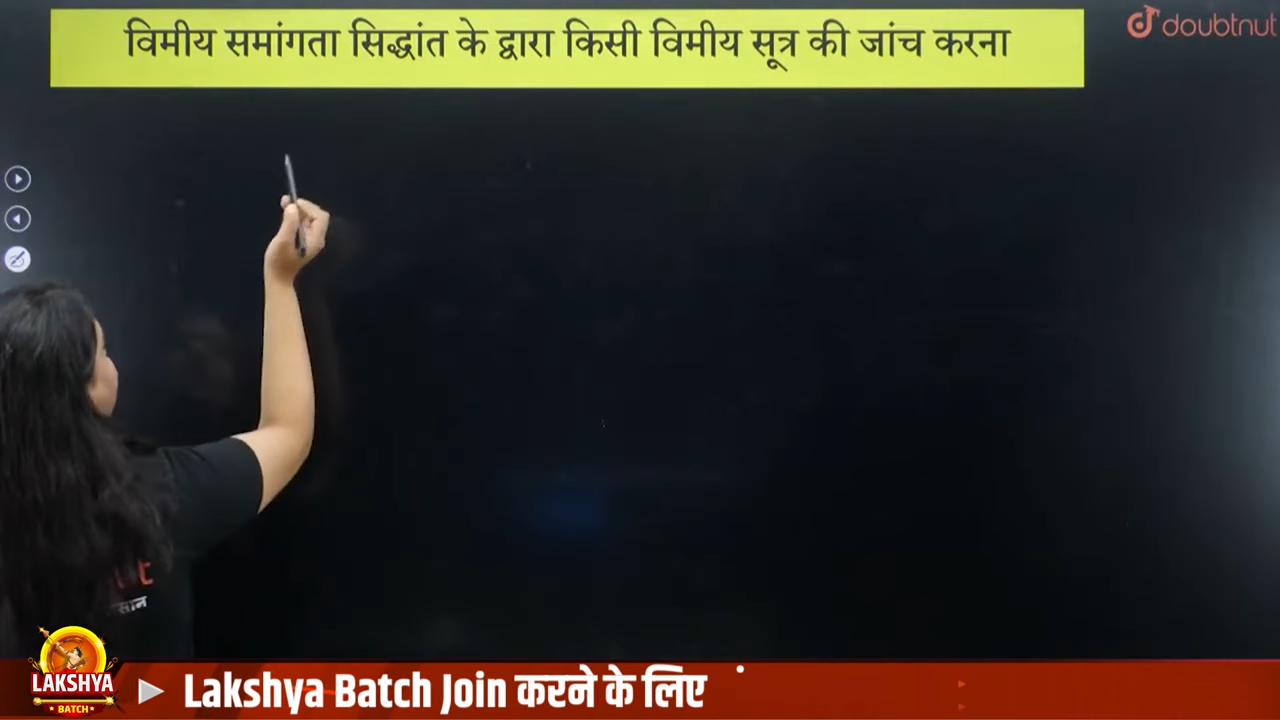 विमीय समांगता सिद्धांत के द्वारा किसी विमीय सूत्र की जांच करना
doubtnut
LAKSHYA
BATCH
Lakshya Batch Join करने के लिए